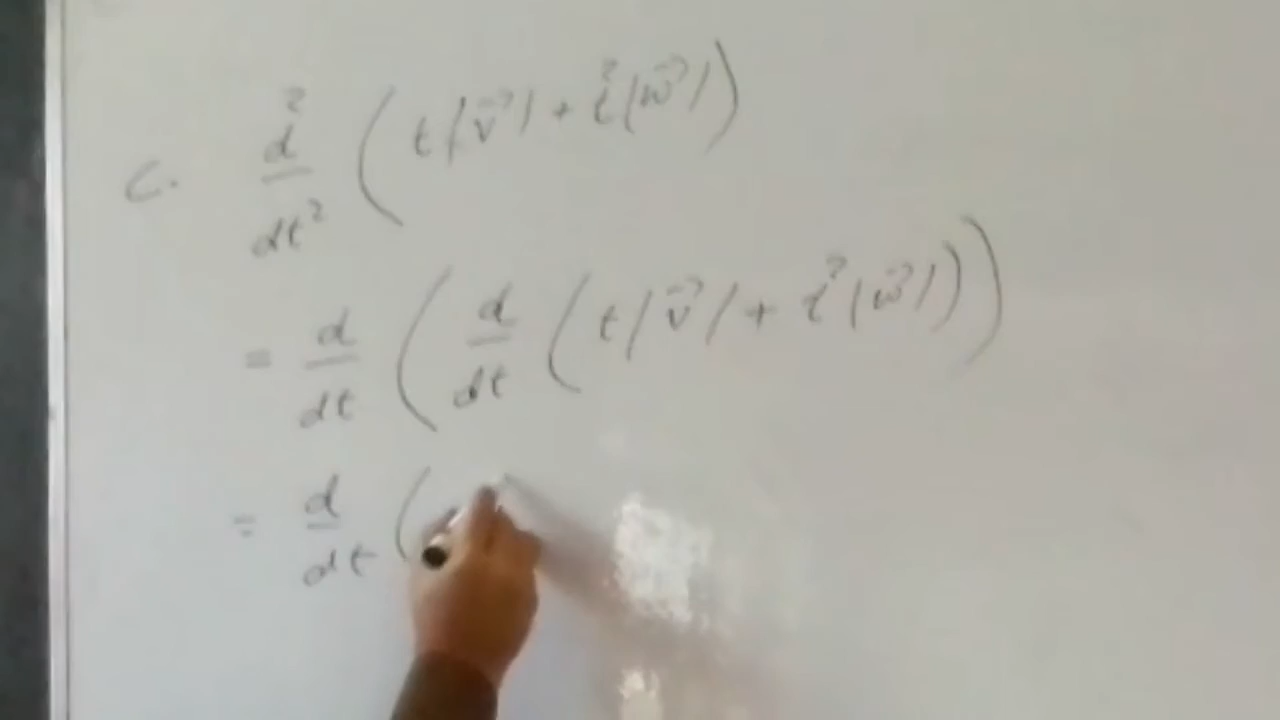 c. d²/dt² ( t|v⃗| + t²|w⃗| )
= d/dt ( d/dt ( t|v⃗| + t²|w⃗| ) )
= d/dt (